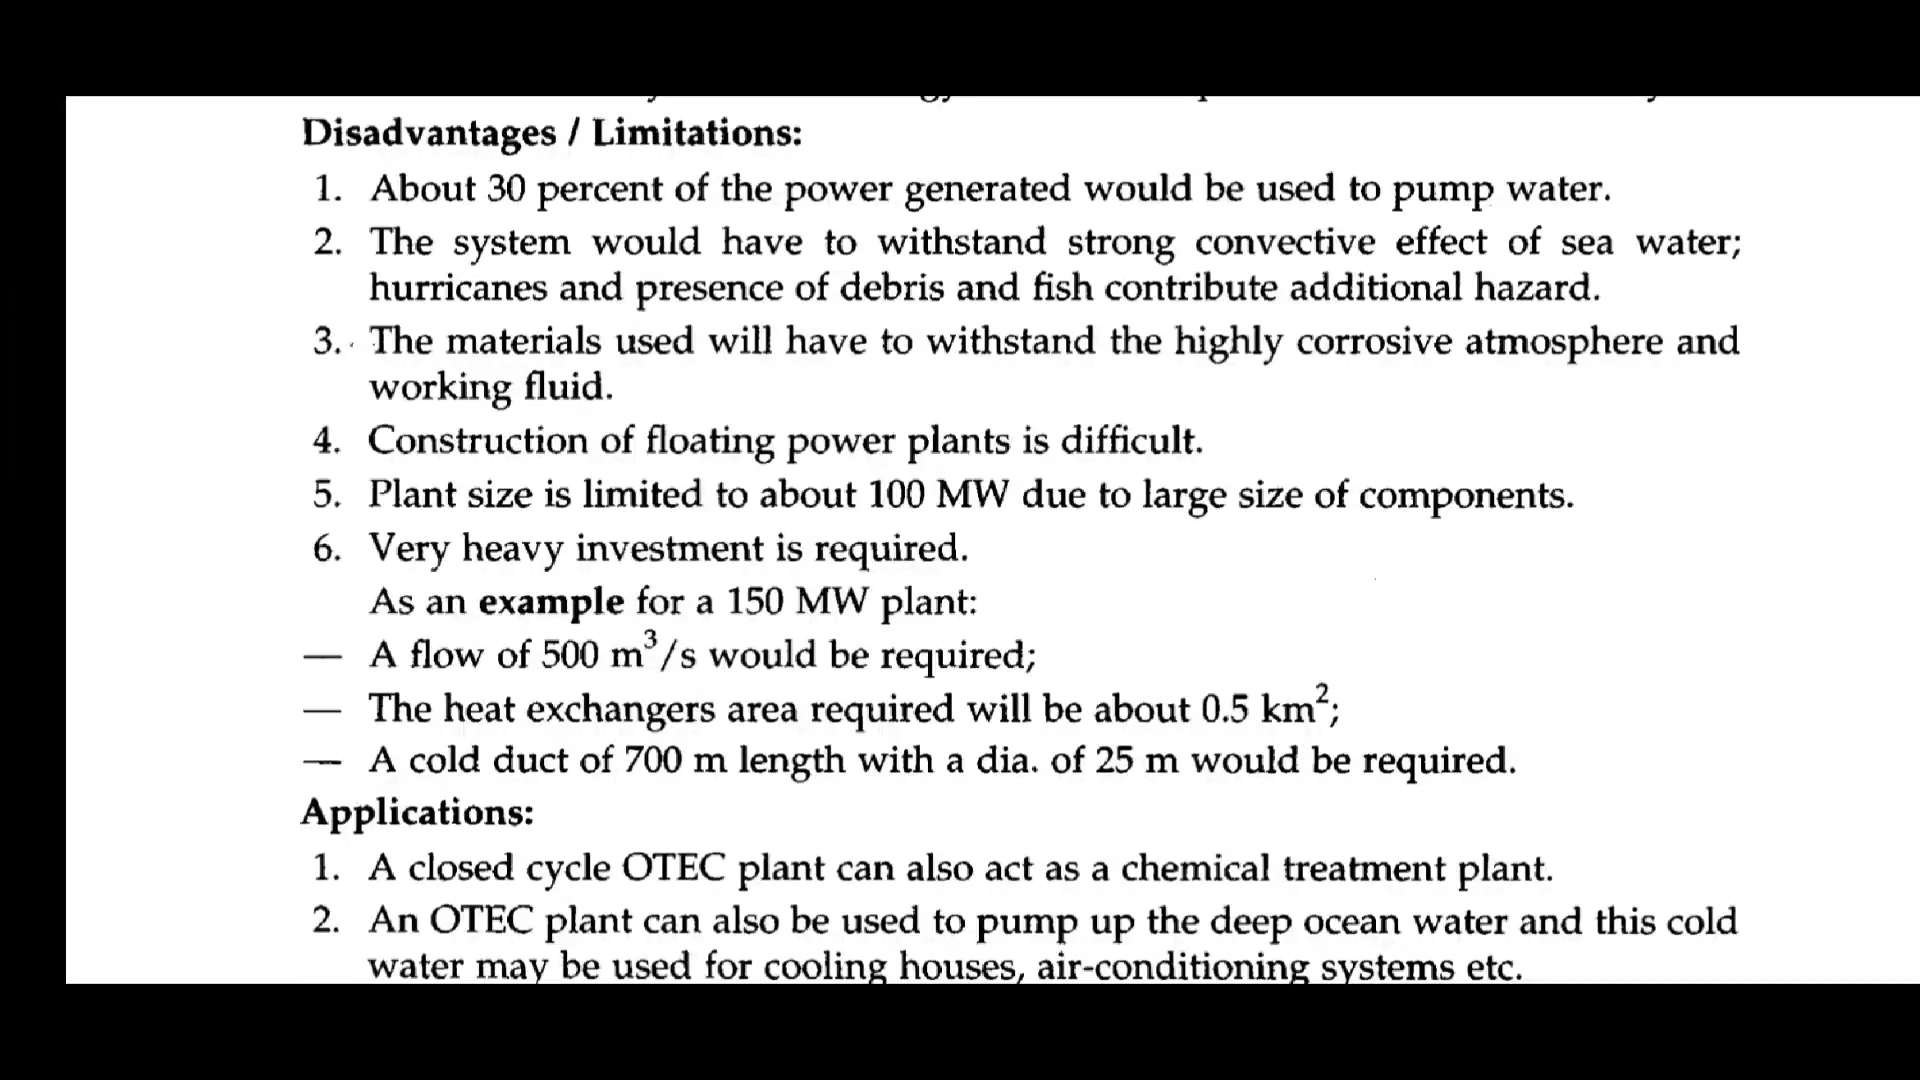 Disadvantages / Limitations:
1. About 30 percent of the power generated would be used to pump water.
2. The system would have to withstand strong convective effect of sea water;
hurricanes and presence of debris and fish contribute additional hazard.
3. The materials used will have to withstand the highly corrosive atmosphere and
working fluid.
4. Construction of floating power plants is difficult.
5. Plant size is limited to about 100 MW due to large size of components.
6. Very heavy investment is required.
As an example for a 150 MW plant:
— A flow of 500 m³/s would be required;
— The heat exchangers area required will be about 0.5 km²;
— A cold duct of 700 m length with a dia. of 25 m would be required.
Applications:
1. A closed cycle OTEC plant can also act as a chemical treatment plant.
2. An OTEC plant can also be used to pump up the deep ocean water and this cold
water may be used for cooling houses, air-conditioning systems etc.